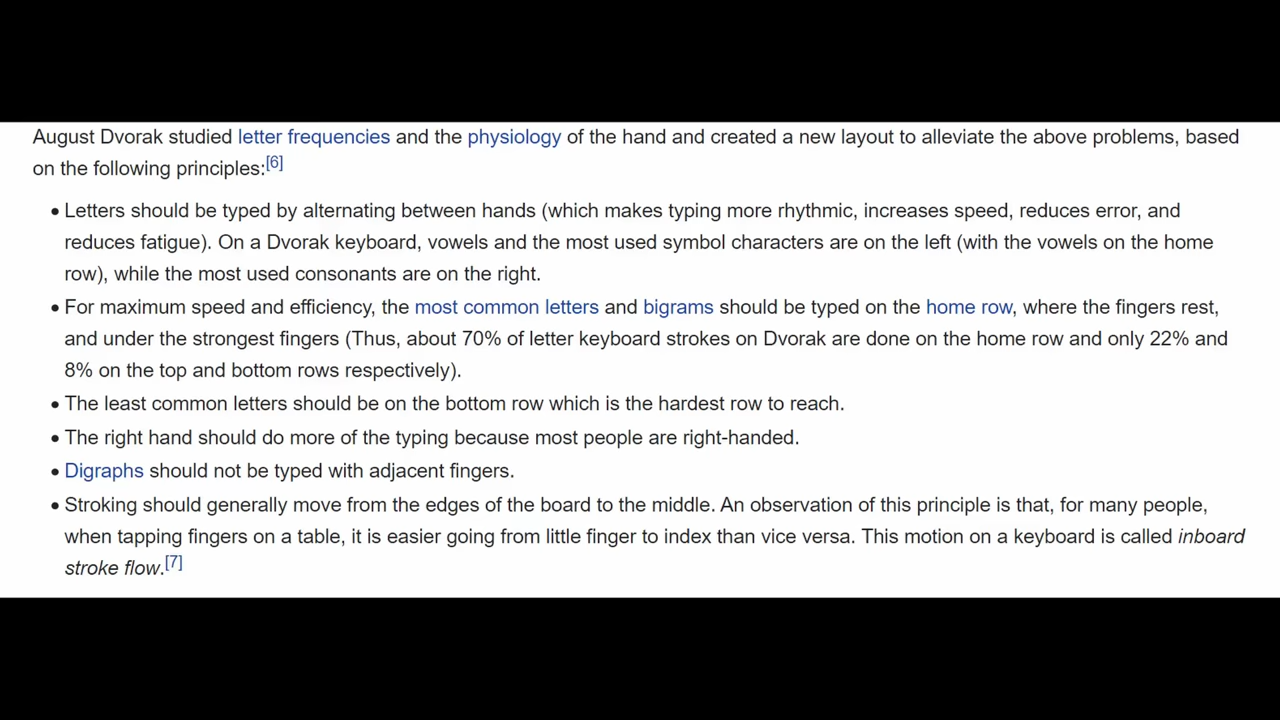 August Dvorak studied letter frequencies and the physiology of the hand and created a new layout to alleviate the above problems, based
on the following principles:[6]
• Letters should be typed by alternating between hands (which makes typing more rhythmic, increases speed, reduces error, and
reduces fatigue). On a Dvorak keyboard, vowels and the most used symbol characters are on the left (with the vowels on the home
row), while the most used consonants are on the right.
• For maximum speed and efficiency, the most common letters and bigrams should be typed on the home row, where the fingers rest,
and under the strongest fingers (Thus, about 70% of letter keyboard strokes on Dvorak are done on the home row and only 22% and
8% on the top and bottom rows respectively).
• The least common letters should be on the bottom row which is the hardest row to reach.
• The right hand should do more of the typing because most people are right-handed.
• Digraphs should not be typed with adjacent fingers.
• Stroking should generally move from the edges of the board to the middle. An observation of this principle is that, for many people,
when tapping fingers on a table, it is easier going from little finger to index than vice versa. This motion on a keyboard is called inboard
stroke flow.[7]